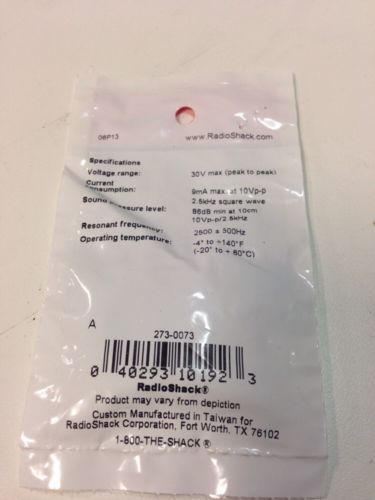 06P13 www.RadioShack.com
Specifications
Voltage range: 30V max (peak to peak)
Current
consumption: 9mA max. at 10Vp-p
2.5kHz square wave
Sound pressure level: 86dB min at 10cm
10Vp-p/2.5kHz
Resonant frequency: 2500 ± 500Hz
Operating temperature: -4° to +140°F
(-20° to + 60°C)
A
273-0073
0 40293 10192 3
RadioShack®
Product may vary from depiction
Custom Manufactured in Taiwan for
RadioShack Corporation, Fort Worth, TX 76102
1-800-THE-SHACK®